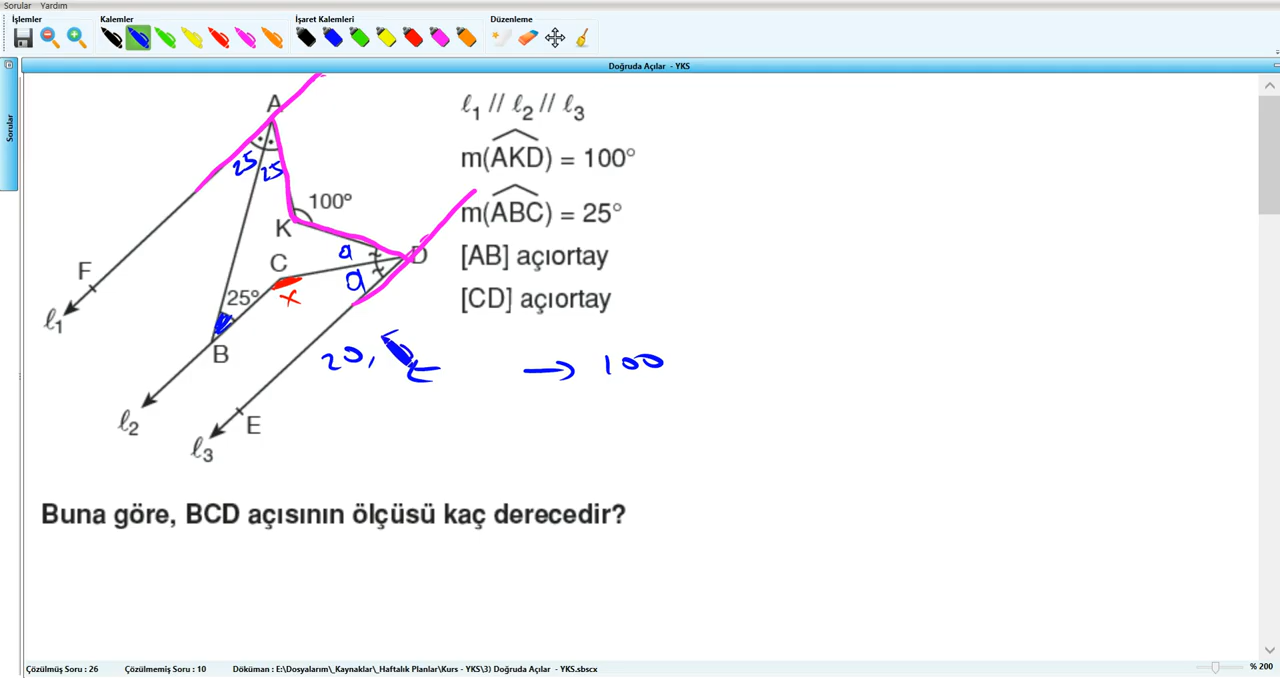 Sorular Yardım
İşlemler Kalemler İşaret Kalemleri Düzenleme
Doğruda Açılar - YKS
Sorular
A
25 25
100°
K
D
C
a
a
x
F
25°
ℓ1
B
ℓ2
E
ℓ3
ℓ1 // ℓ2 // ℓ3
m(AKD) = 100°
m(ABC) = 25°
[AB] açıortay
[CD] açıortay
→ 100
Buna göre, BCD açısının ölçüsü kaç derecedir?
Çözülmüş Soru : 26 Çözülmemiş Soru : 10 Döküman : E:\Dosyalarım\_Kaynaklar\_Haftalık Planlar\Kurs - YKS\3) Doğruda Açılar - YKS.sbscx % 200